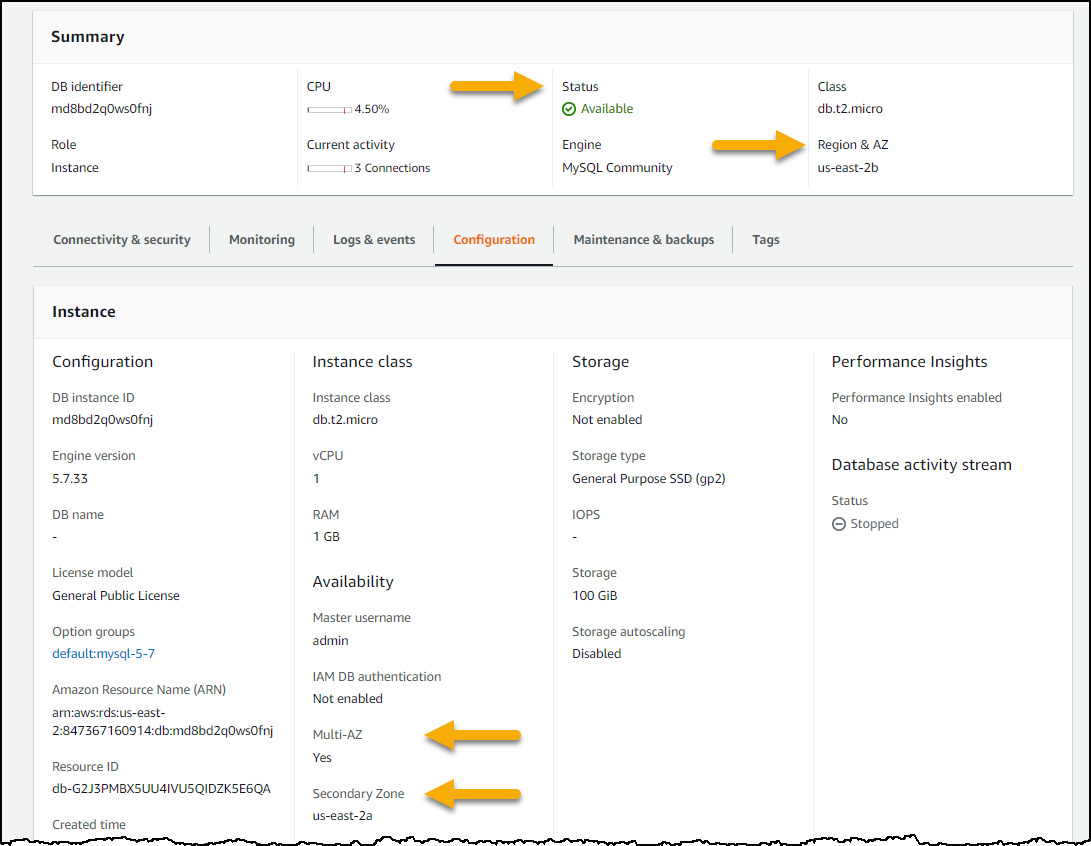 Summary
DB identifier
md8bd2q0ws0fnj
CPU
4.50%
Status
Available
Class
db.t2.micro
Role
Instance
Current activity
3 Connections
Engine
MySQL Community
Region & AZ
us-east-2b
Connectivity & security
Monitoring
Logs & events
Configuration
Maintenance & backups
Tags
Instance
Configuration
DB instance ID
md8bd2q0ws0fnj
Engine version
5.7.33
DB name
-
License model
General Public License
Option groups
default:mysql-5-7
Amazon Resource Name (ARN)
arn:aws:rds:us-east-
2:847367160914:db:md8bd2q0ws0fnj
Resource ID
db-G2J3PMBX5UU4IVU5QIDZK5E6QA
Created time
Instance class
Instance class
db.t2.micro
vCPU
1
RAM
1 GB
Availability
Master username
admin
IAM DB authentication
Not enabled
Multi-AZ
Yes
Secondary Zone
us-east-2a
Storage
Encryption
Not enabled
Storage type
General Purpose SSD (gp2)
IOPS
-
Storage
100 GiB
Storage autoscaling
Disabled
Performance Insights
Performance Insights enabled
No
Database activity stream
Status
Stopped